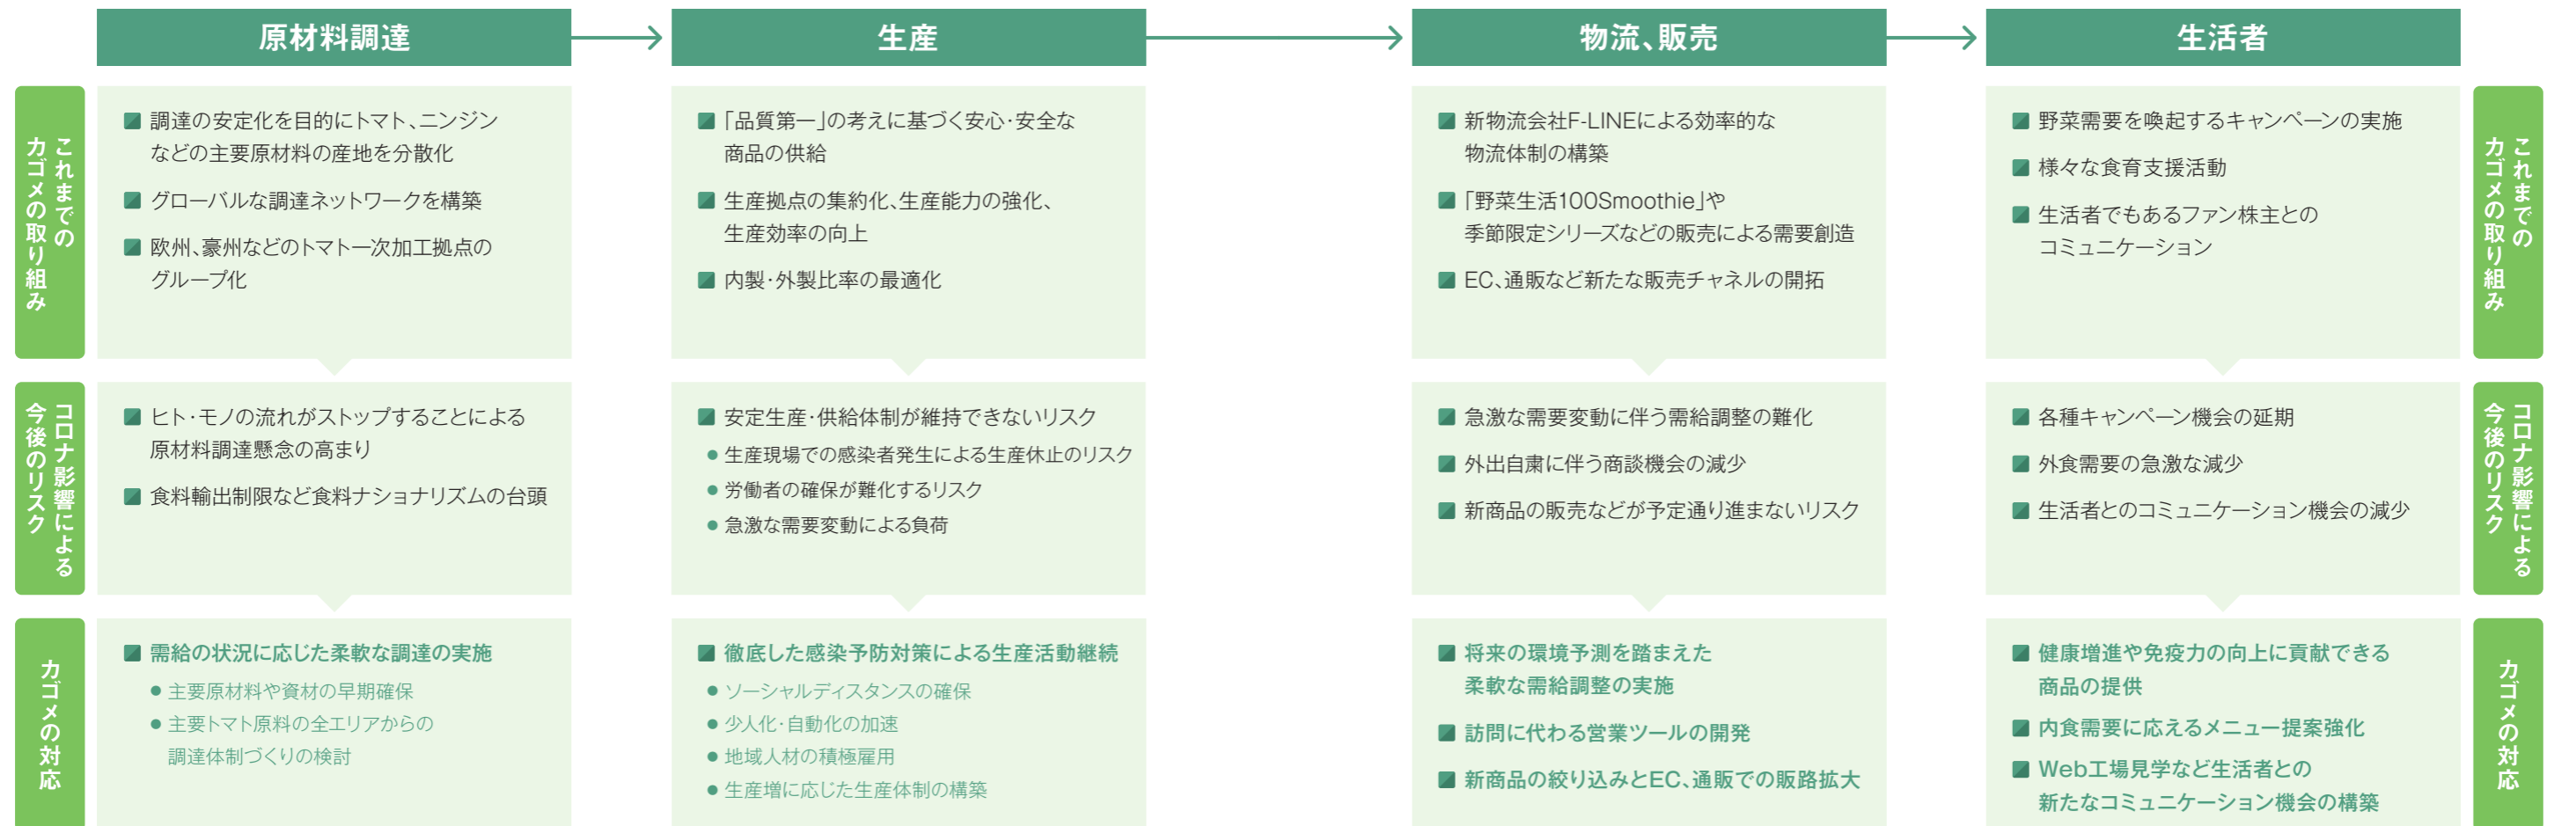 原材料調達
生産
物流、販売
生活者
これまでの
カゴメの取り組み
■ 調達の安定化を目的にトマト、ニンジン
などの主要原材料の産地を分散化
■ グローバルな調達ネットワークを構築
■ 欧州、豪州などのトマト一次加工拠点の
グループ化
■ 「品質第一」の考えに基づく安心・安全な
商品の供給
■ 生産拠点の集約化、生産能力の強化、
生産効率の向上
■ 内製・外製比率の最適化
■ 新物流会社F-LINEによる効率的な
物流体制の構築
■ 「野菜生活100Smoothie」や
季節限定シリーズなどの販売による需要創造
■ EC、通販など新たな販売チャネルの開拓
■ 野菜需要を喚起するキャンペーンの実施
■ 様々な食育支援活動
■ 生活者でもあるファン株主との
コミュニケーション
これまでの
カゴメの取り組み
コロナ影響による
今後のリスク
■ ヒト・モノの流れがストップすることによる
原材料調達懸念の高まり
■ 食料輸出制限など食料ナショナリズムの台頭
■ 安定生産・供給体制が維持できないリスク
● 生産現場での感染者発生による生産休止のリスク
● 労働者の確保が難化するリスク
● 急激な需要変動による負荷
■ 急激な需要変動に伴う需給調整の難化
■ 外出自粛に伴う商談機会の減少
■ 新商品の販売などが予定通り進まないリスク
■ 各種キャンペーン機会の延期
■ 外食需要の急激な減少
■ 生活者とのコミュニケーション機会の減少
コロナ影響による
今後のリスク
カゴメの対応
■ 需給の状況に応じた柔軟な調達の実施
● 主要原材料や資材の早期確保
● 主要トマト原料の全エリアからの
調達体制づくりの検討
■ 徹底した感染予防対策による生産活動継続
● ソーシャルディスタンスの確保
● 少人化・自動化の加速
● 地域人材の積極雇用
● 生産増に応じた生産体制の構築
■ 将来の環境予測を踏まえた
柔軟な需給調整の実施
■ 訪問に代わる営業ツールの開発
■ 新商品の絞り込みとEC、通販での販路拡大
■ 健康増進や免疫力の向上に貢献できる
商品の提供
■ 内食需要に応えるメニュー提案強化
■ Web工場見学など生活者との
新たなコミュニケーション機会の構築
カゴメの対応